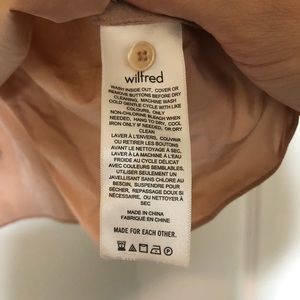 wilfred
WASH INSIDE OUT, COVER OR
REMOVE BUTTONS BEFORE DRY
CLEANING, MACHINE WASH
COLD GENTLE CYCLE WITH LIKE
COLOURS, ONLY
NON-CHLORINE BLEACH WHEN
NEEDED, HANG TO DRY, COOL
IRON ONLY IF NEEDED, OR DRY
CLEAN
LAVER À L'ENVERS, COUVRIR
OU RETIRER LES BOUTONS
AVANT LE NETTOYAGE À SEC,
LAVER À LA MACHINE À L'EAU
FROIDE AU CYCLE DÉLICAT
AVEC COULEURS SEMBLABLES,
UTILISER SEULEMENT UN
JAVELLISANT SANS CHLORE AU
BESOIN, SUSPENDRE POUR
SÉCHER, REPASSAGE DOUX SI
NÉCESSAIRE, OU NETTOYAGE À
SEC
MADE IN CHINA
FABRIQUÉ EN CHINE
MADE FOR EACH OTHER.